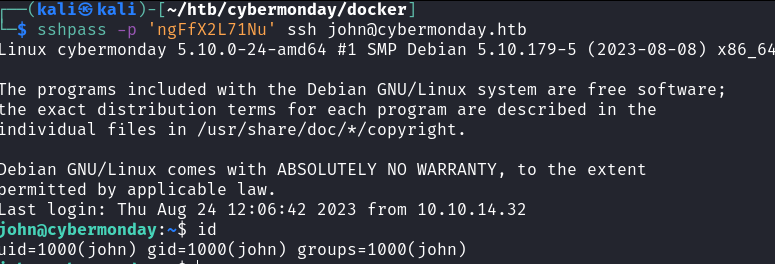 ┌──(kali㉿kali)-[~/htb/cybermonday/docker]
└─$ sshpass -p 'ngFfX2L71Nu' ssh john@cybermonday.htb
Linux cybermonday 5.10.0-24-amd64 #1 SMP Debian 5.10.179-5 (2023-08-08) x86_64

The programs included with the Debian GNU/Linux system are free software;
the exact distribution terms for each program are described in the
individual files in /usr/share/doc/*/copyright.

Debian GNU/Linux comes with ABSOLUTELY NO WARRANTY, to the extent
permitted by applicable law.
Last login: Thu Aug 24 12:06:42 2023 from 10.10.14.32
john@cybermonday:~$ id
uid=1000(john) gid=1000(john) groups=1000(john)